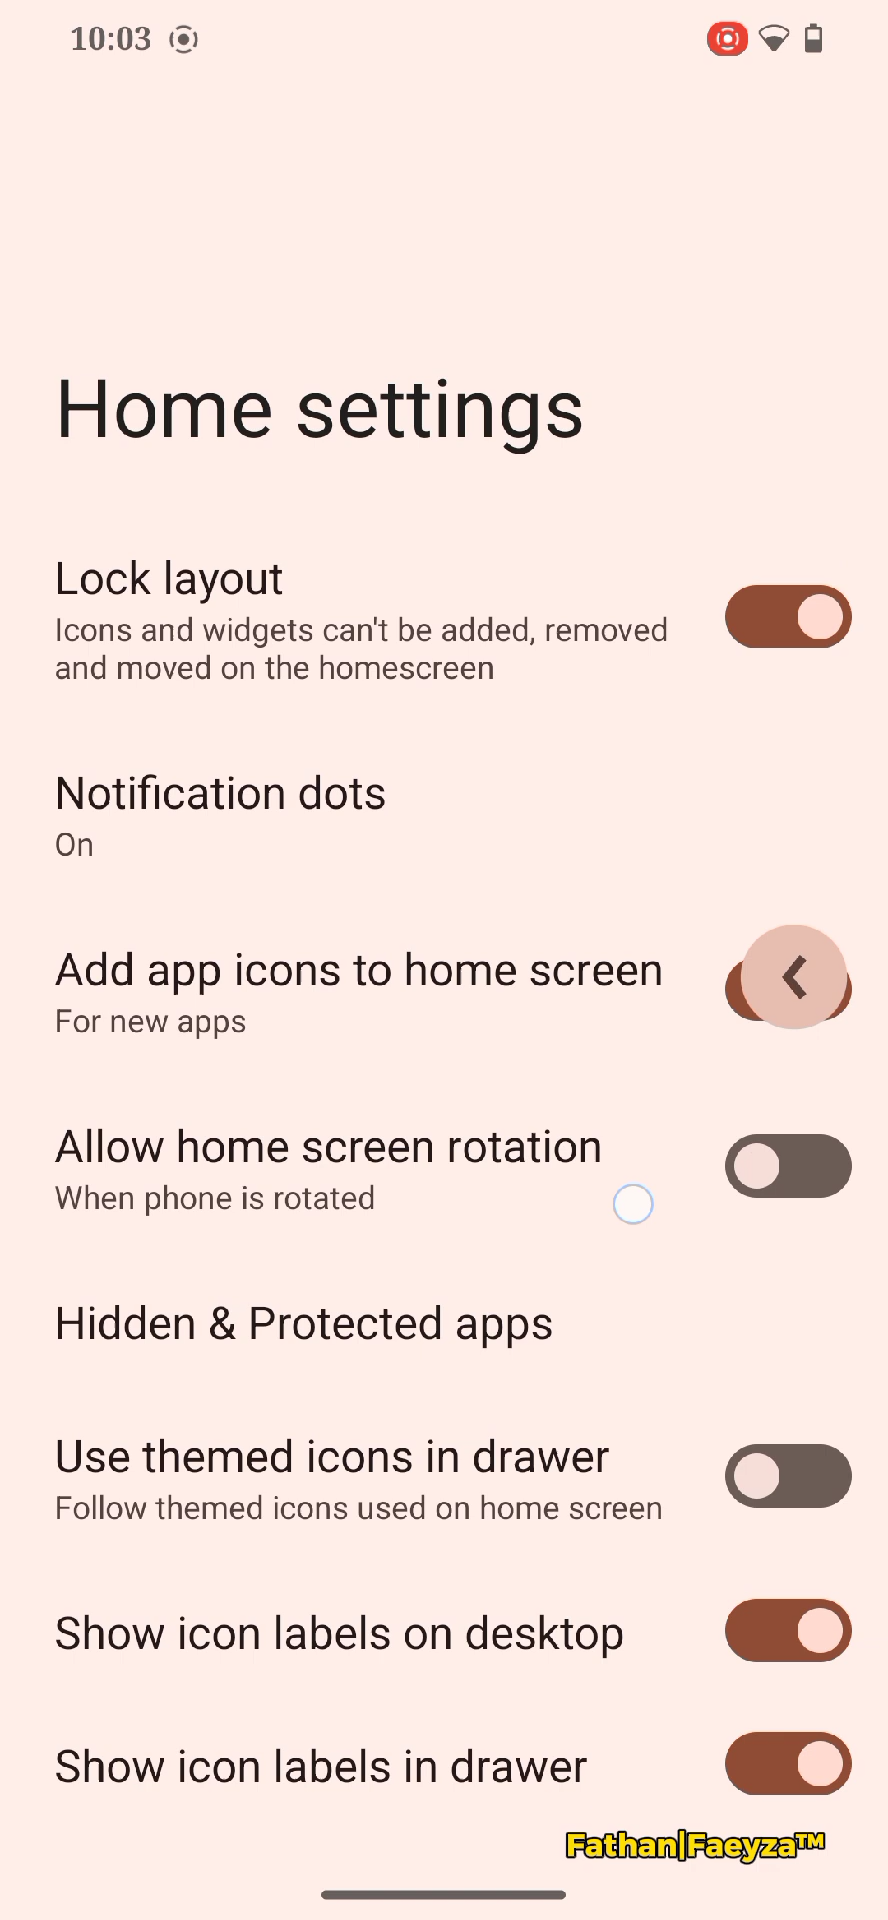 10:03
Home settings
Lock layout
Icons and widgets can't be added, removed
and moved on the homescreen
Notification dots
On
Add app icons to home screen
For new apps
Allow home screen rotation
When phone is rotated
Hidden & Protected apps
Use themed icons in drawer
Follow themed icons used on home screen
Show icon labels on desktop
Show icon labels in drawer
Fathan|Faeyza™